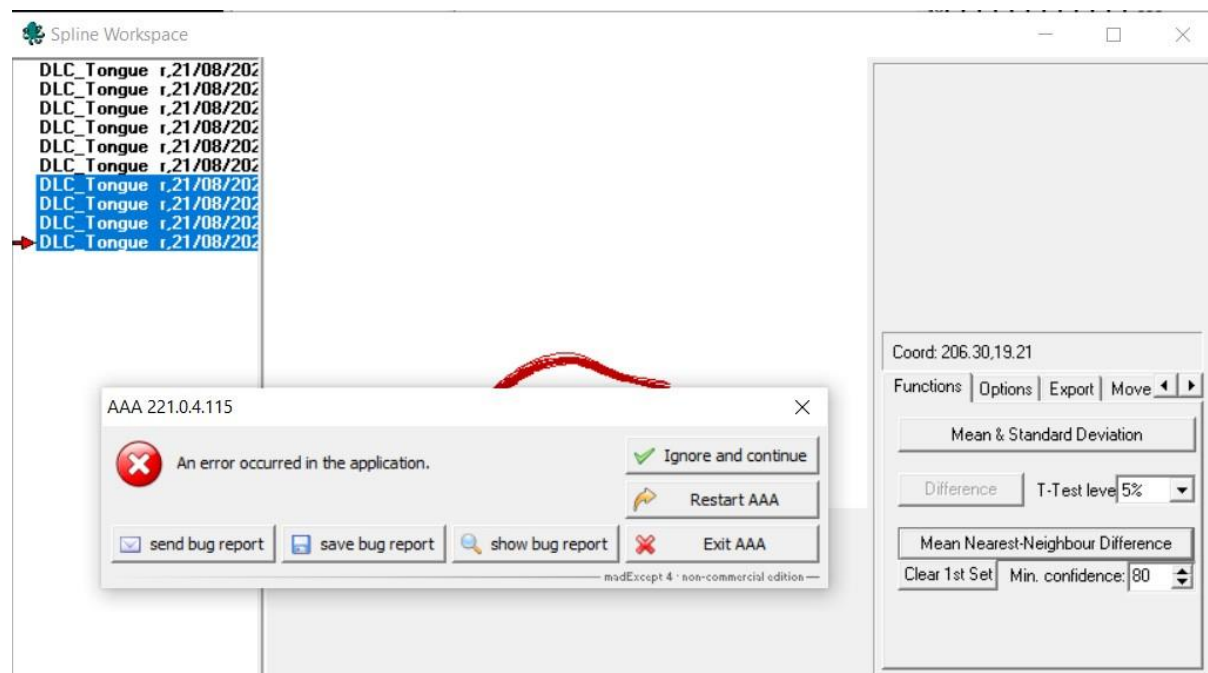 Spline Workspace
DLC_Tongue r,21/08/202
DLC_Tongue r,21/08/202
DLC_Tongue r,21/08/202
DLC_Tongue r,21/08/202
DLC_Tongue r,21/08/202
DLC_Tongue r,21/08/202
DLC_Tongue r,21/08/202
DLC_Tongue r,21/08/202
DLC_Tongue r,21/08/202
DLC_Tongue r,21/08/202
AAA 221.0.4.115
An error occurred in the application.
Ignore and continue
Restart AAA
send bug report save bug report show bug report Exit AAA
madExcept 4 · non-commercial edition
Coord: 206.30,19.21
Functions Options Export Move
Mean & Standard Deviation
Difference T-Test leve 5%
Mean Nearest-Neighbour Difference
Clear 1st Set Min. confidence: 80